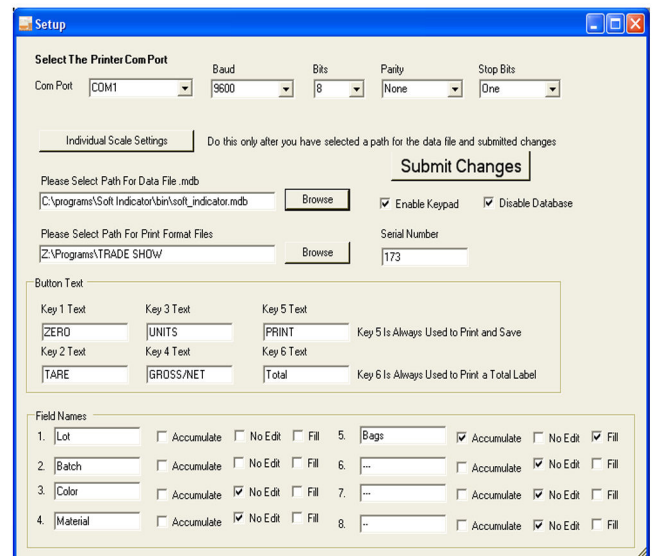 Setup
Select The Printer Com Port
Baud Bits Parity Stop Bits
Com Port COM1 9600 8 None One
Individual Scale Settings Do this only after you have selected a path for the data file and submitted changes
Submit Changes
Please Select Path For Data File .mdb
C:\programs\Soft Indicator\bin\soft_indicator.mdb Browse Enable Keypad Disable Database
Please Select Path For Print Format Files Serial Number
Z:\Programs\TRADE SHOW Browse 173
Button Text
Key 1 Text Key 3 Text Key 5 Text
ZERO UNITS PRINT Key 5 Is Always Used to Print and Save
Key 2 Text Key 4 Text Key 6 Text
TARE GROSS/NET Total Key 6 Is Always Used to Print a Total Label
Field Names
1. Lot Accumulate No Edit Fill 5. Bags Accumulate No Edit Fill
2. Batch Accumulate No Edit Fill 6. --- Accumulate No Edit Fill
3. Color Accumulate No Edit Fill 7. --- Accumulate No Edit Fill
4. Material Accumulate No Edit Fill 8. -- Accumulate No Edit Fill